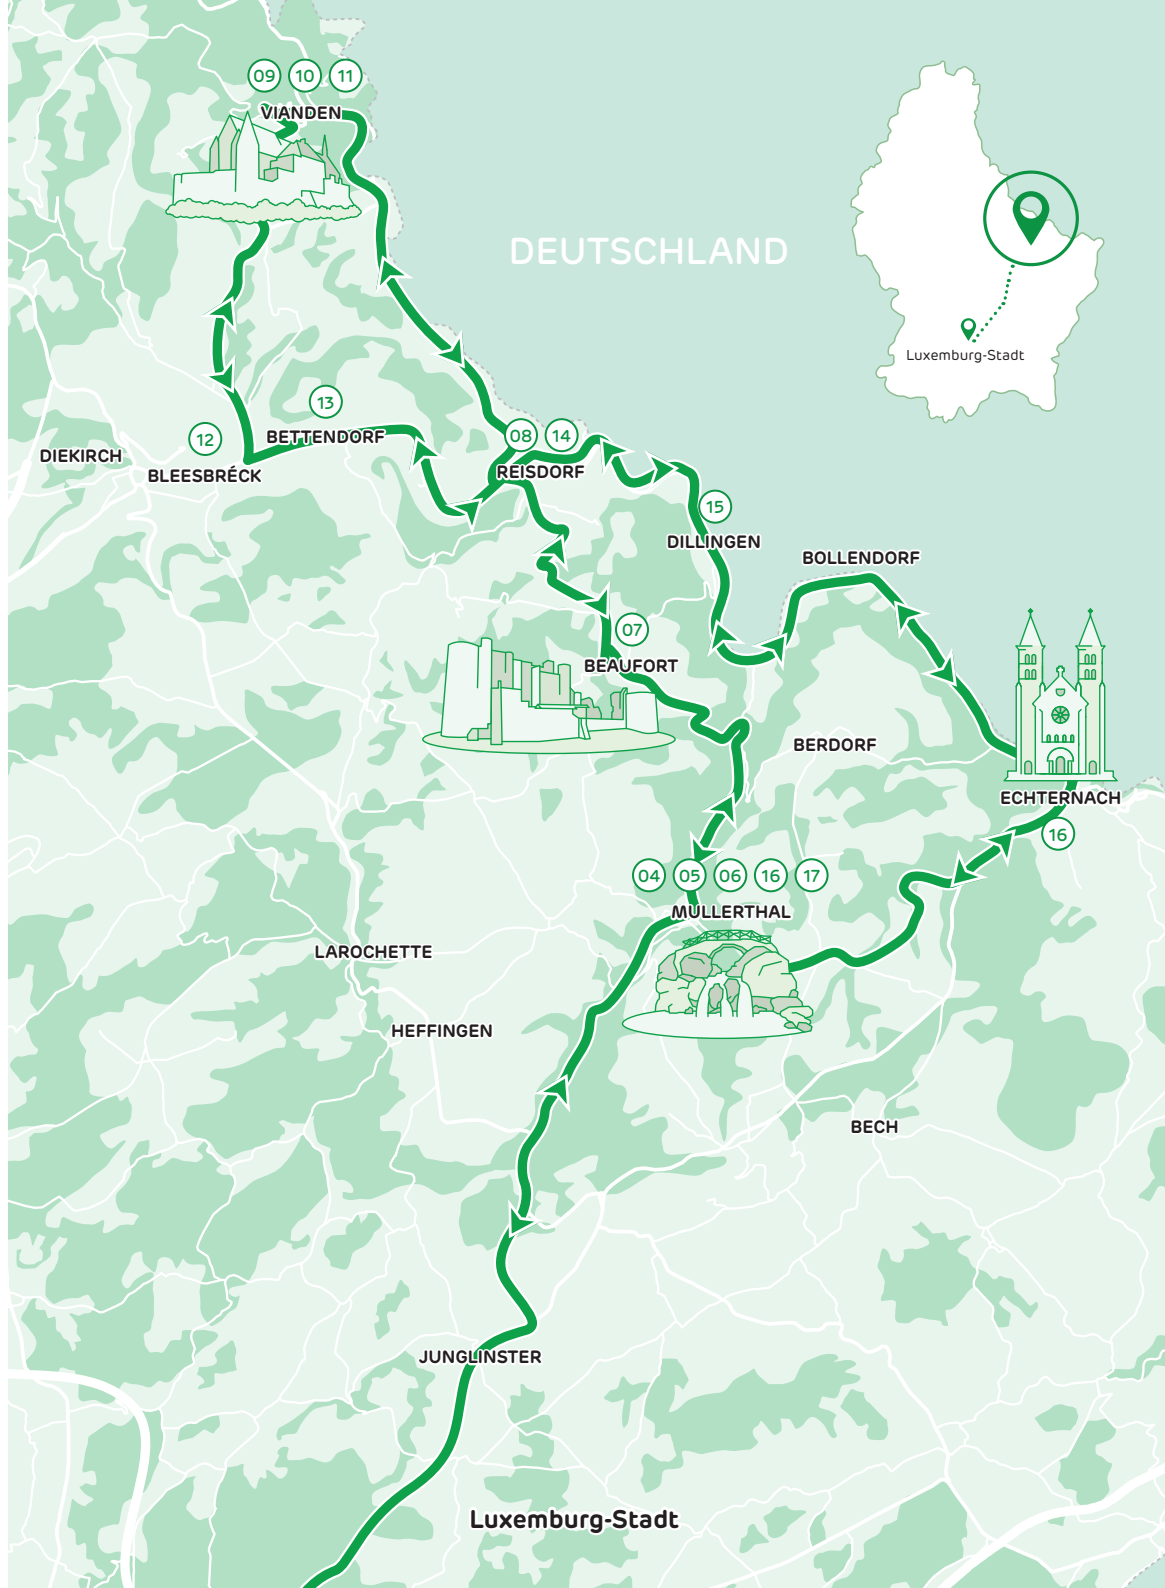 09 10 11
VIANDEN
DEUTSCHLAND
Luxemburg-Stadt
13
12
BETTENDORF
DIEKIRCH
BLEESBRÉCK
08 14
REISDORF
15
DILLINGEN
BOLLENDORF
07
BEAUFORT
BERDORF
ECHTERNACH
16
04 05 06 16 17
MULLERTHAL
LAROCHETTE
HEFFINGEN
BECH
JUNGLINSTER
Luxemburg-Stadt